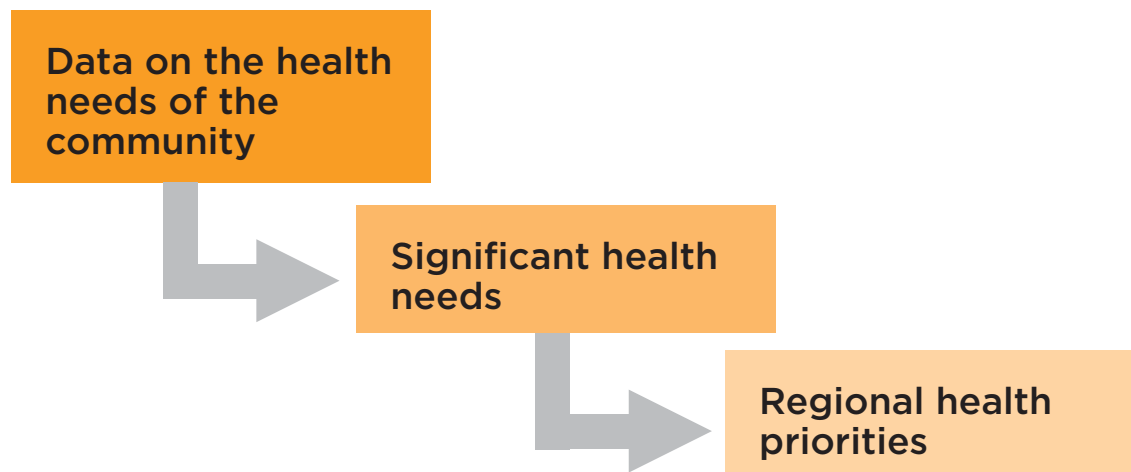 Data on the health
needs of the
community
Significant health
needs
Regional health
priorities